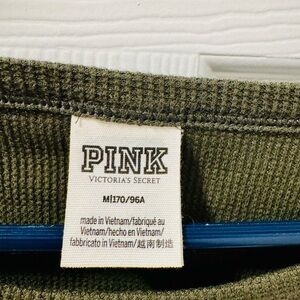 PINK
VICTORIA'S SECRET
M|170/96A
made in Vietnam/fabriqué au
Vietnam/hecho en Vietnam/
fabbricato in Vietnam/越南制造